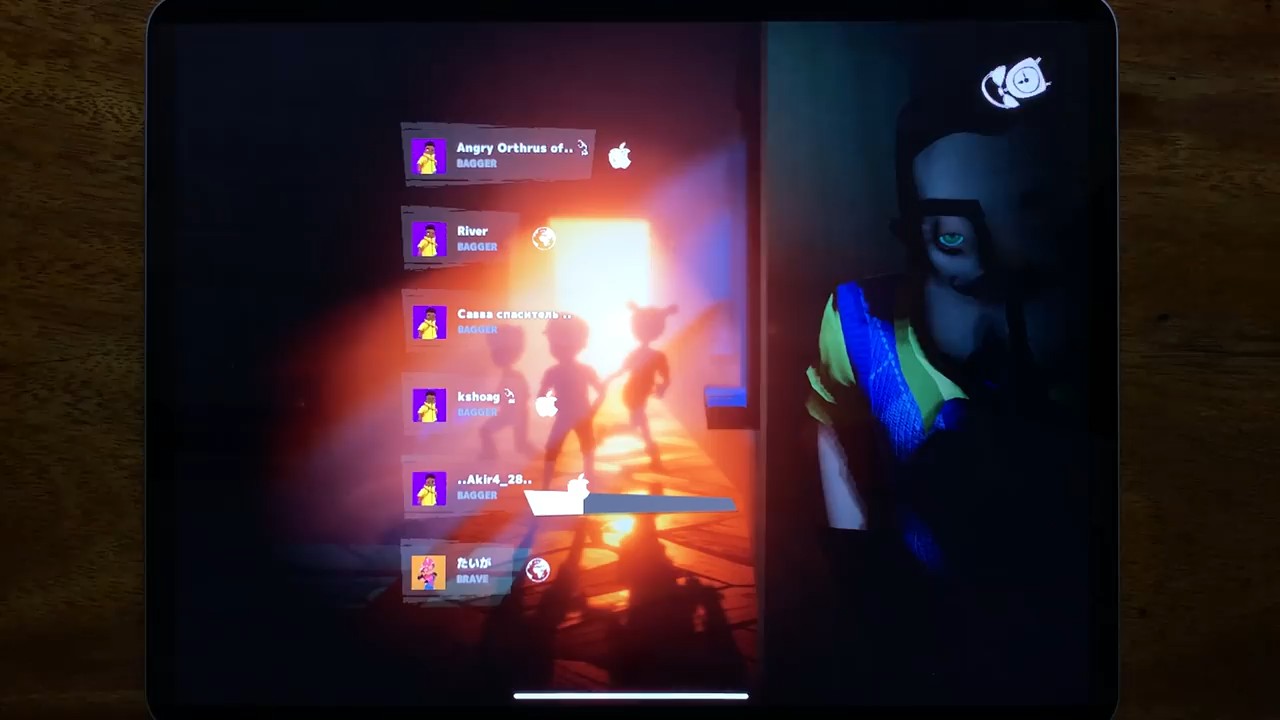 Angry Orthrus of..
BAGGER
River
BAGGER
Савва спаситель ..
BAGGER
kshoag
BAGGER
..Akir4_28..
BAGGER
たいが
BRAVE